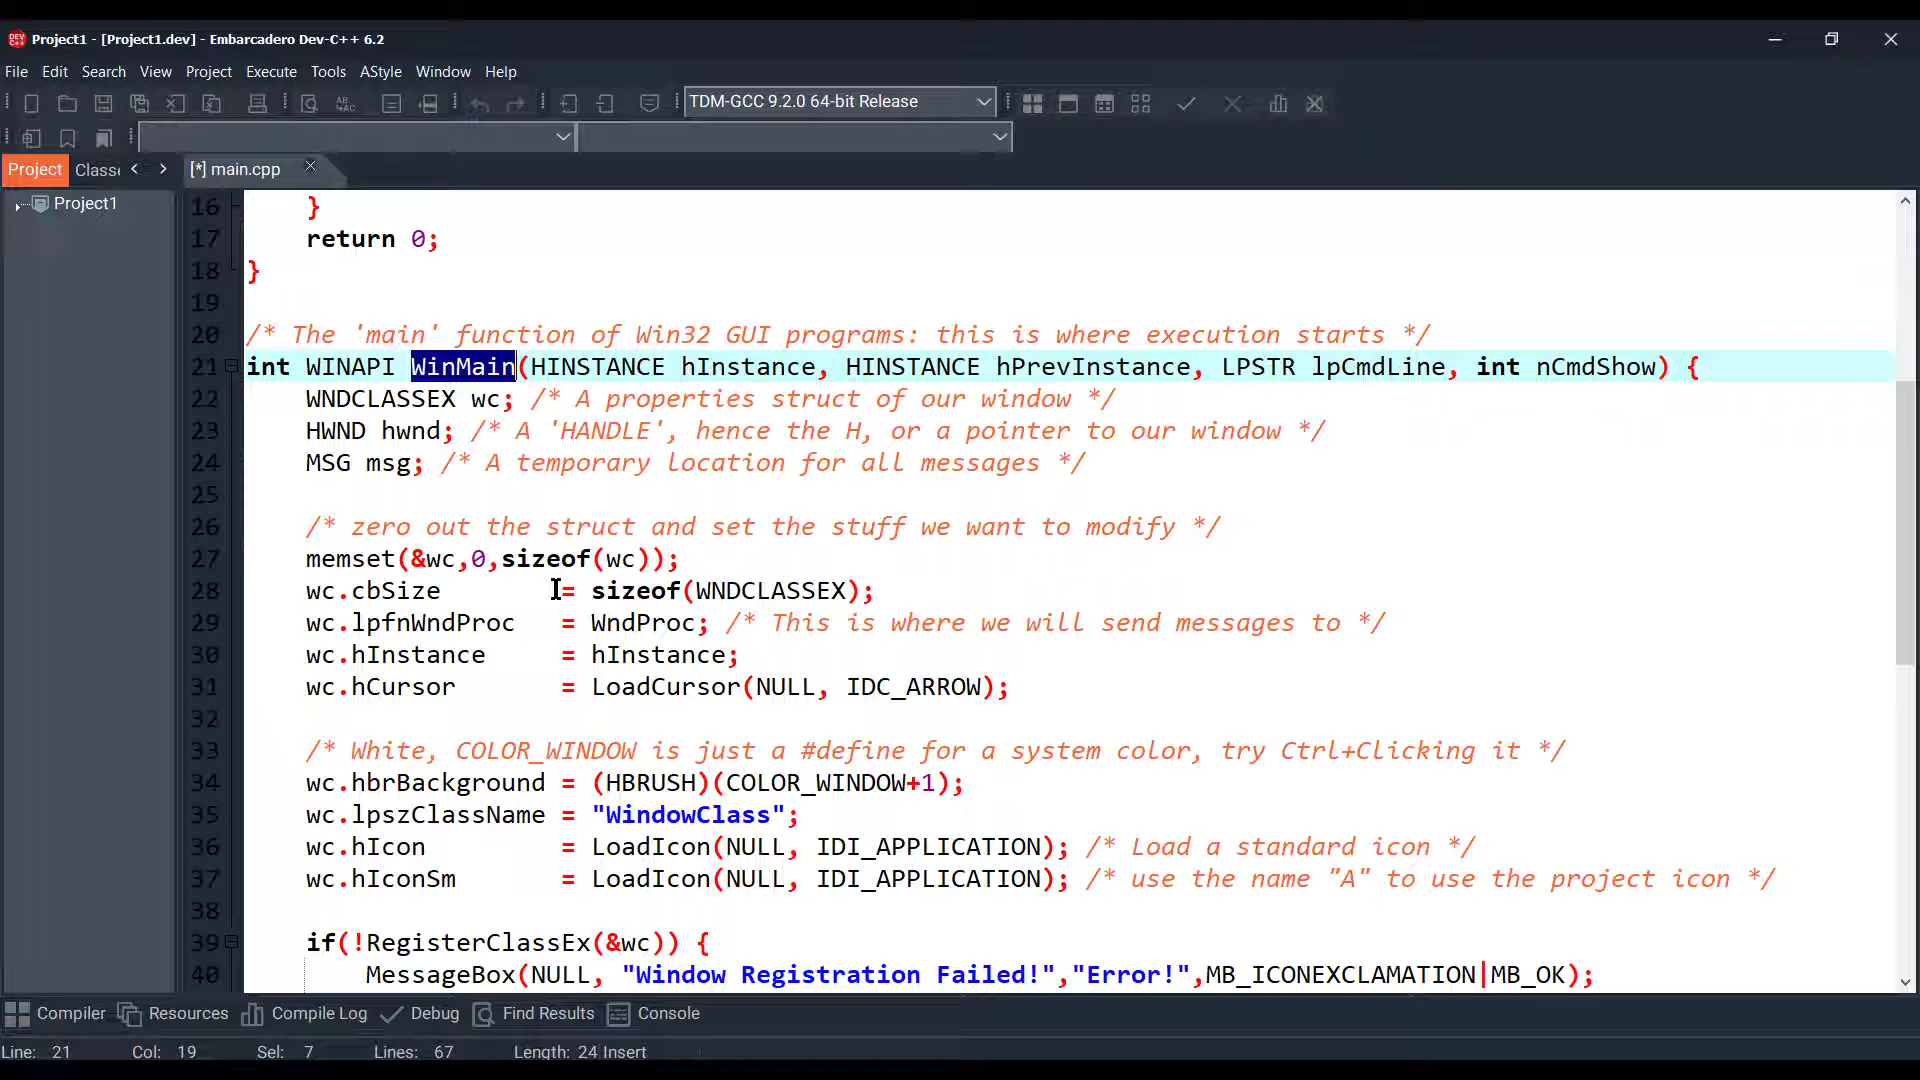 Project1 - [Project1.dev] - Embarcadero Dev-C++ 6.2
File Edit Search View Project Execute Tools AStyle Window Help
TDM-GCC 9.2.0 64-bit Release
Project Classe [*] main.cpp
Project1
16 }
17 return 0;
18 }
19
20 /* The 'main' function of Win32 GUI programs: this is where execution starts */
21 int WINAPI WinMain(HINSTANCE hInstance, HINSTANCE hPrevInstance, LPSTR lpCmdLine, int nCmdShow) {
22 WNDCLASSEX wc; /* A properties struct of our window */
23 HWND hwnd; /* A 'HANDLE', hence the H, or a pointer to our window */
24 MSG msg; /* A temporary location for all messages */
25
26 /* zero out the struct and set the stuff we want to modify */
27 memset(&wc,0,sizeof(wc));
28 wc.cbSize = sizeof(WNDCLASSEX);
29 wc.lpfnWndProc = WndProc; /* This is where we will send messages to */
30 wc.hInstance = hInstance;
31 wc.hCursor = LoadCursor(NULL, IDC_ARROW);
32
33 /* White, COLOR_WINDOW is just a #define for a system color, try Ctrl+Clicking it */
34 wc.hbrBackground = (HBRUSH)(COLOR_WINDOW+1);
35 wc.lpszClassName = "WindowClass";
36 wc.hIcon = LoadIcon(NULL, IDI_APPLICATION); /* Load a standard icon */
37 wc.hIconSm = LoadIcon(NULL, IDI_APPLICATION); /* use the name "A" to use the project icon */
38
39 if(!RegisterClassEx(&wc)) {
40 MessageBox(NULL, "Window Registration Failed!","Error!",MB_ICONEXCLAMATION|MB_OK);
Compiler Resources Compile Log Debug Find Results Console
Line: 21 Col: 19 Sel: 7 Lines: 67 Length: 24 Insert